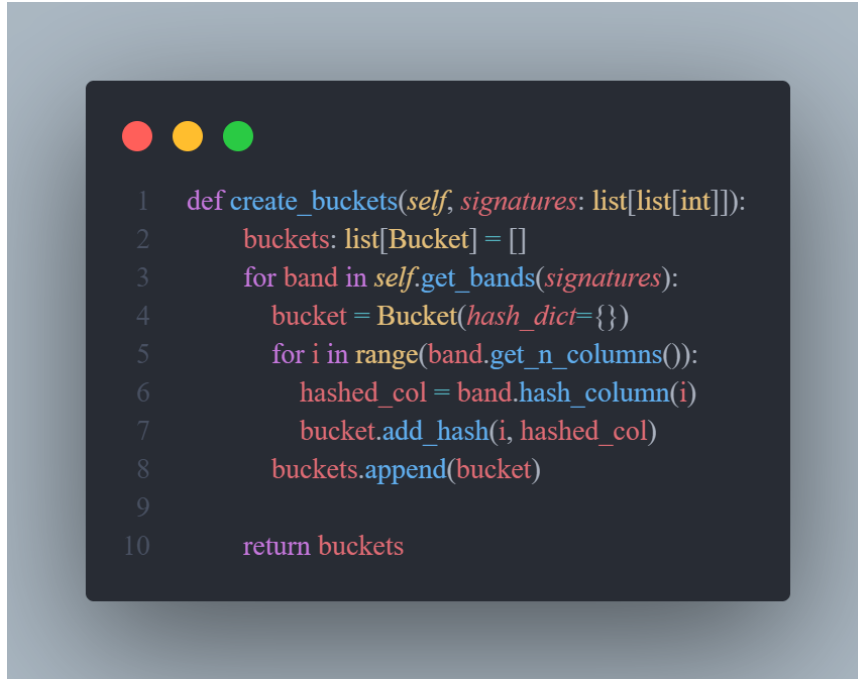 1 def create_buckets(self, signatures: list[list[int]]):
2 buckets: list[Bucket] = []
3 for band in self.get_bands(signatures):
4 bucket = Bucket(hash_dict={})
5 for i in range(band.get_n_columns()):
6 hashed_col = band.hash_column(i)
7 bucket.add_hash(i, hashed_col)
8 buckets.append(bucket)
9
10 return buckets